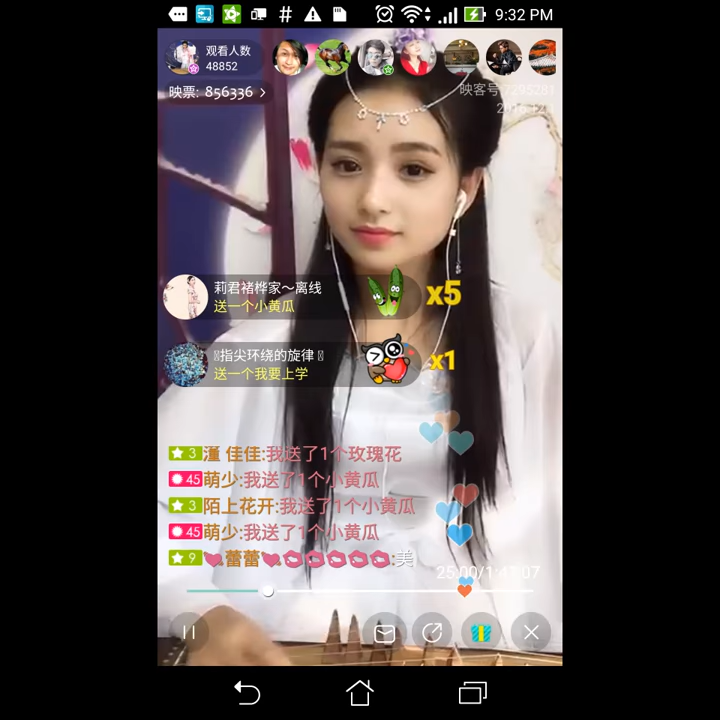 9:32 PM
观看人数
48852
映票: 856336 >
映客号:7295281
莉君褚桦家～离线
送一个小黄瓜
x5
指尖环绕的旋律
送一个我要上学
x1
3 潼 佳佳:我送了1个玫瑰花
45 萌少:我送了1个小黄瓜
3 陌上花开:我送了1个小黄瓜
45 萌少:我送了1个小黄瓜
9 蕾蕾:美
25:00/1:47:07